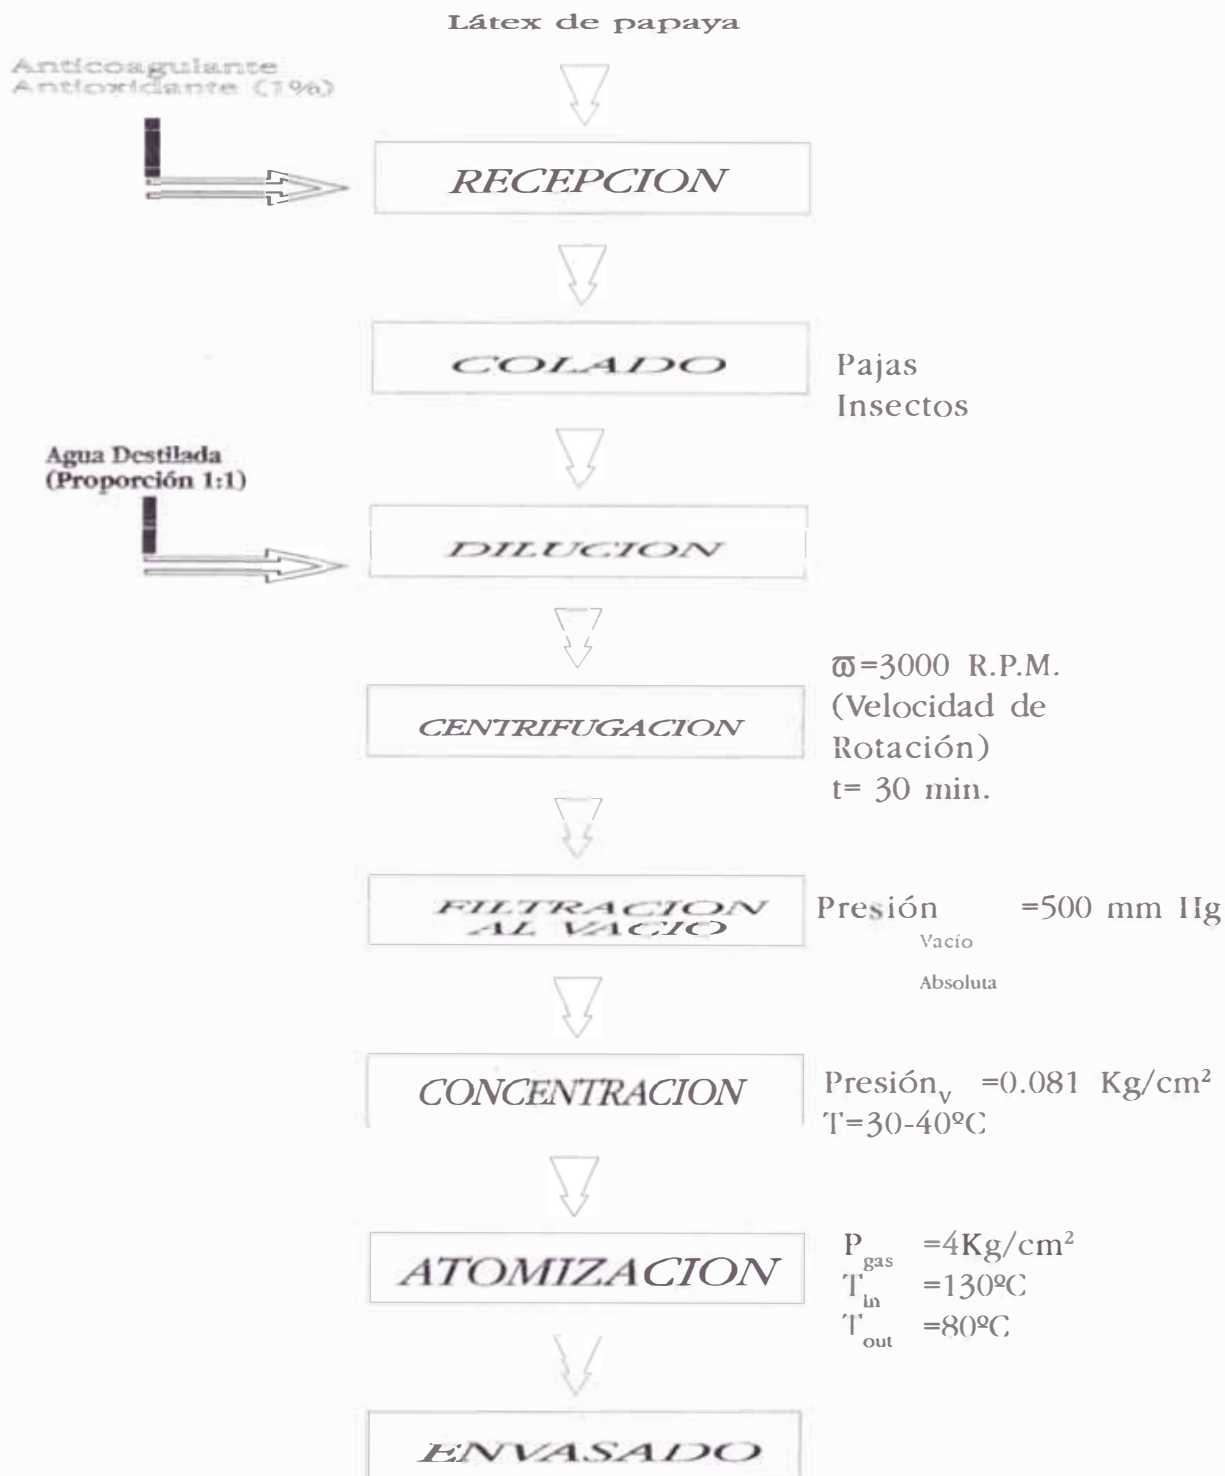 Látex de papaya
Anticoagulante
Antioxidante (1%)
RECEPCION
COLADO
Pajas
Insectos
Agua Destilada
(Proporción 1:1)
DILUCION
ϖ=3000 R.P.M.
(Velocidad de
Rotación)
t= 30 min.
CENTRIFUGACION
FILTRACION
AL VACIO
Presión =500 mm Hg
Vacío
Absoluta
CONCENTRACION
Presiónᵥ =0.081 Kg/cm²
T=30-40ºC
ATOMIZACION
P gas =4Kg/cm²
T in =130ºC
T out =80ºC
ENVASADO